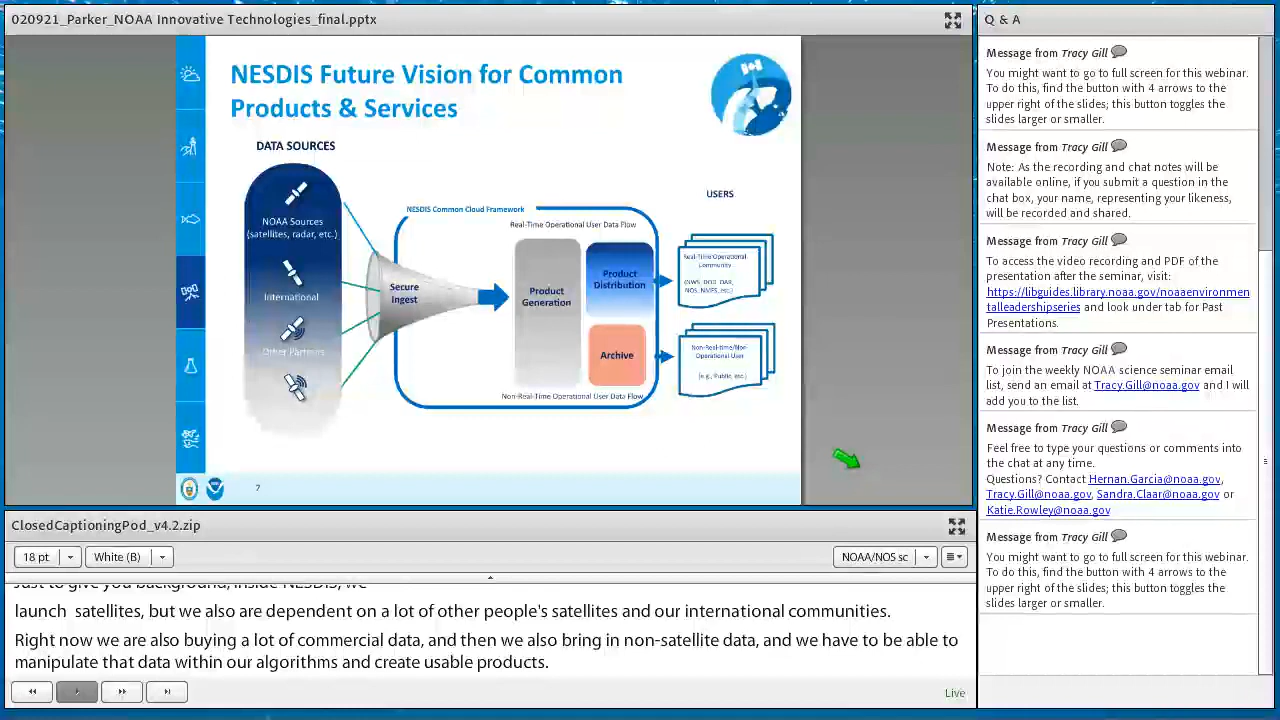 020921_Parker_NOAA Innovative Technologies_final.pptx
NESDIS Future Vision for Common
Products & Services
DATA SOURCES
NOAA Sources
(satellites, radar, etc.)
International
Other Partners
NESDIS Common Cloud Framework
Real-Time Operational User Data Flow
Secure
Ingest
Product
Generation
Product
Distribution
Archive
Non-Real-Time Operational User Data Flow
USERS
Real-Time Operational
Community
(NWS, DOD, OAR,
NOS, NMFS, etc.)
Non-Real-time/Non-
Operational User
(e.g., Public, etc.)
7
ClosedCaptioningPod_v4.2.zip
18 pt
White (B)
NOAA/NOS sc
Just to give you background, inside NESDIS, we
launch satellites, but we also are dependent on a lot of other people's satellites and our international communities.
Right now we are also buying a lot of commercial data, and then we also bring in non-satellite data, and we have to be able to
manipulate that data within our algorithms and create usable products.
Live
Q & A
Message from Tracy Gill
You might want to go to full screen for this webinar.
To do this, find the button with 4 arrows to the
upper right of the slides; this button toggles the
slides larger or smaller.
Message from Tracy Gill
Note: As the recording and chat notes will be
available online, if you submit a question in the
chat box, your name, representing your likeness,
will be recorded and shared.
Message from Tracy Gill
To access the video recording and PDF of the
presentation after the seminar, visit:
https://libguides.library.noaa.gov/noaaenvironmen
talleadershipseries and look under tab for Past
Presentations.
Message from Tracy Gill
To join the weekly NOAA science seminar email
list, send an email at Tracy.Gill@noaa.gov and I will
add you to the list.
Message from Tracy Gill
Feel free to type your questions or comments into
the chat at any time.
Questions? Contact Hernan.Garcia@noaa.gov,
Tracy.Gill@noaa.gov, Sandra.Claar@noaa.gov or
Katie.Rowley@noaa.gov
Message from Tracy Gill
You might want to go to full screen for this webinar.
To do this, find the button with 4 arrows to the
upper right of the slides; this button toggles the
slides larger or smaller.